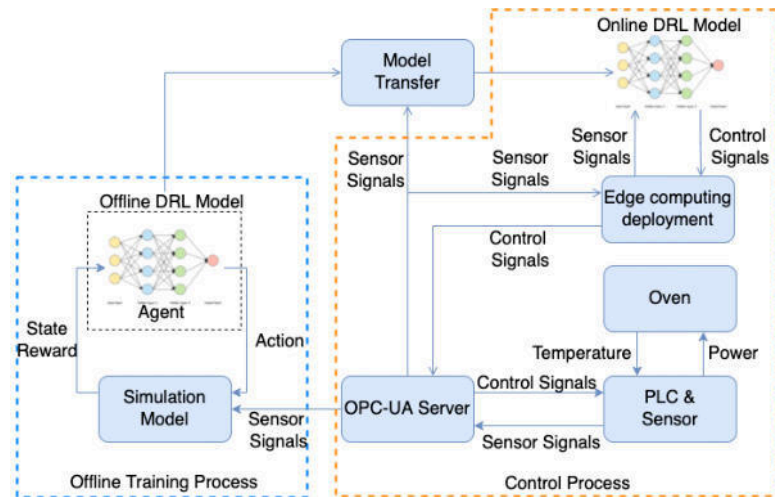 Online DRL Model
Model
Transfer
Sensor
Signals
Control
Signals
Sensor
Signals
Sensor
Signals
Edge computing
deployment
Offline DRL Model
Control
Signals
Agent
Oven
State
Reward
Action
Temperature
Power
Simulation
Model
Sensor
Signals
OPC-UA Server
Control Signals
PLC &
Sensor
Sensor Signals
Offline Training Process
Control Process